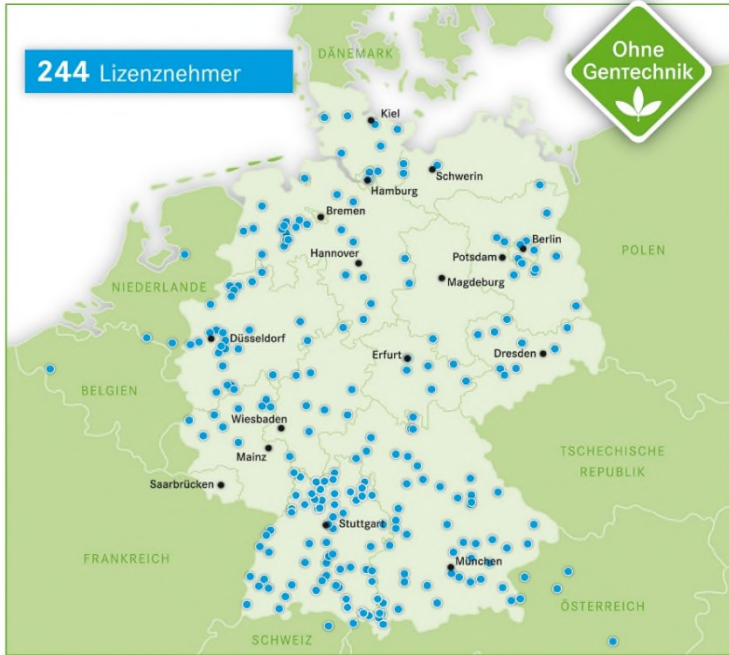 DÄNEMARK
244 Lizenznehmer
Ohne
GenTechnik
Kiel
Schwerin
Hamburg
Bremen
Berlin
Potsdam
POLEN
Hannover
Magdeburg
NIEDERLANDE
Düsseldorf
Erfurt
Dresden
BELGIEN
Wiesbaden
Mainz
TSCHECHISCHE
REPUBLIK
Saarbrücken
Stuttgart
FRANKREICH
München
ÖSTERREICH
SCHWEIZ